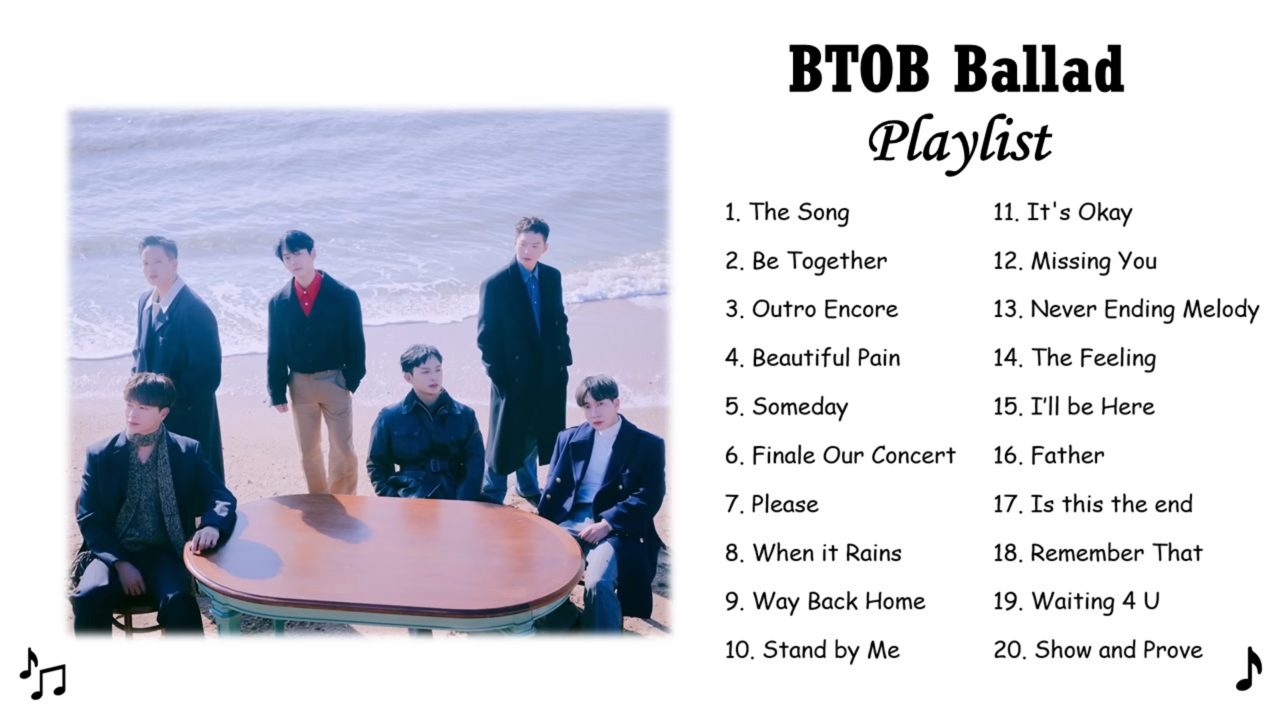 BTOB Ballad
Playlist
1. The Song
2. Be Together
3. Outro Encore
4. Beautiful Pain
5. Someday
6. Finale Our Concert
7. Please
8. When it Rains
9. Way Back Home
10. Stand by Me
11. It's Okay
12. Missing You
13. Never Ending Melody
14. The Feeling
15. I’ll be Here
16. Father
17. Is this the end
18. Remember That
19. Waiting 4 U
20. Show and Prove